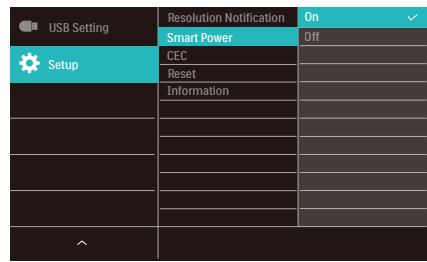 USB Setting
Setup
Resolution Notification
Smart Power
CEC
Reset
Information
On
Off